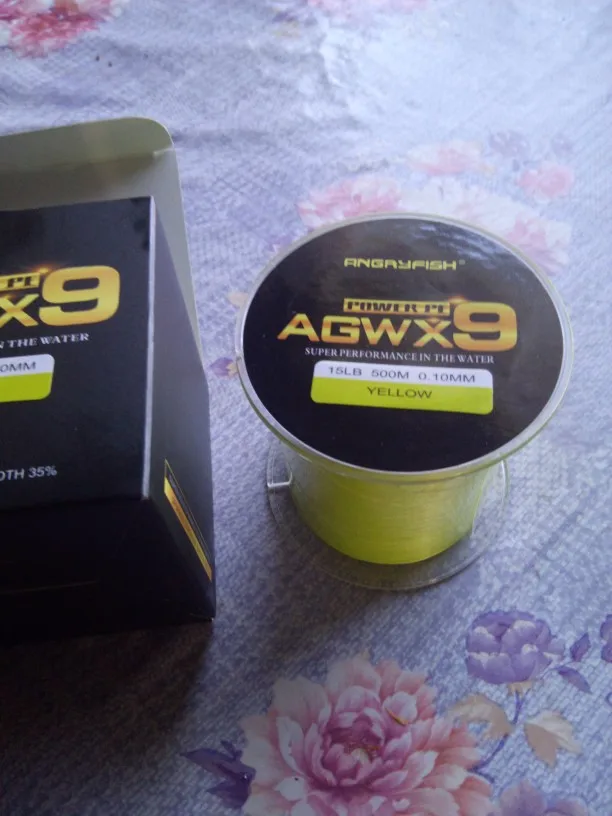 PE
X9
N THE WATER
0MM
OTH 35%
ANGRYFISH®
POWER PE
AGWX9
SUPER PERFORMANCE IN THE WATER
15LB 500M 0.10MM
YELLOW